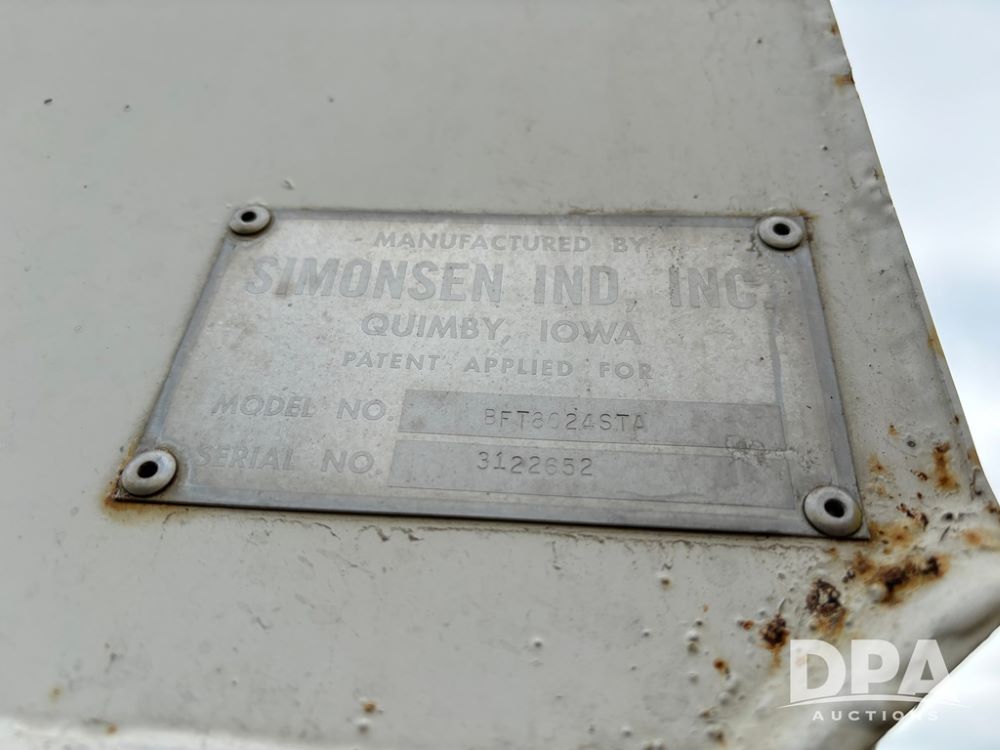 MANUFACTURED BY
SIMONSEN IND, INC.
QUIMBY, IOWA
PATENT APPLIED FOR
MODEL NO. BFT8024STA
SERIAL NO. 3122652
DPA
AUCTIONS